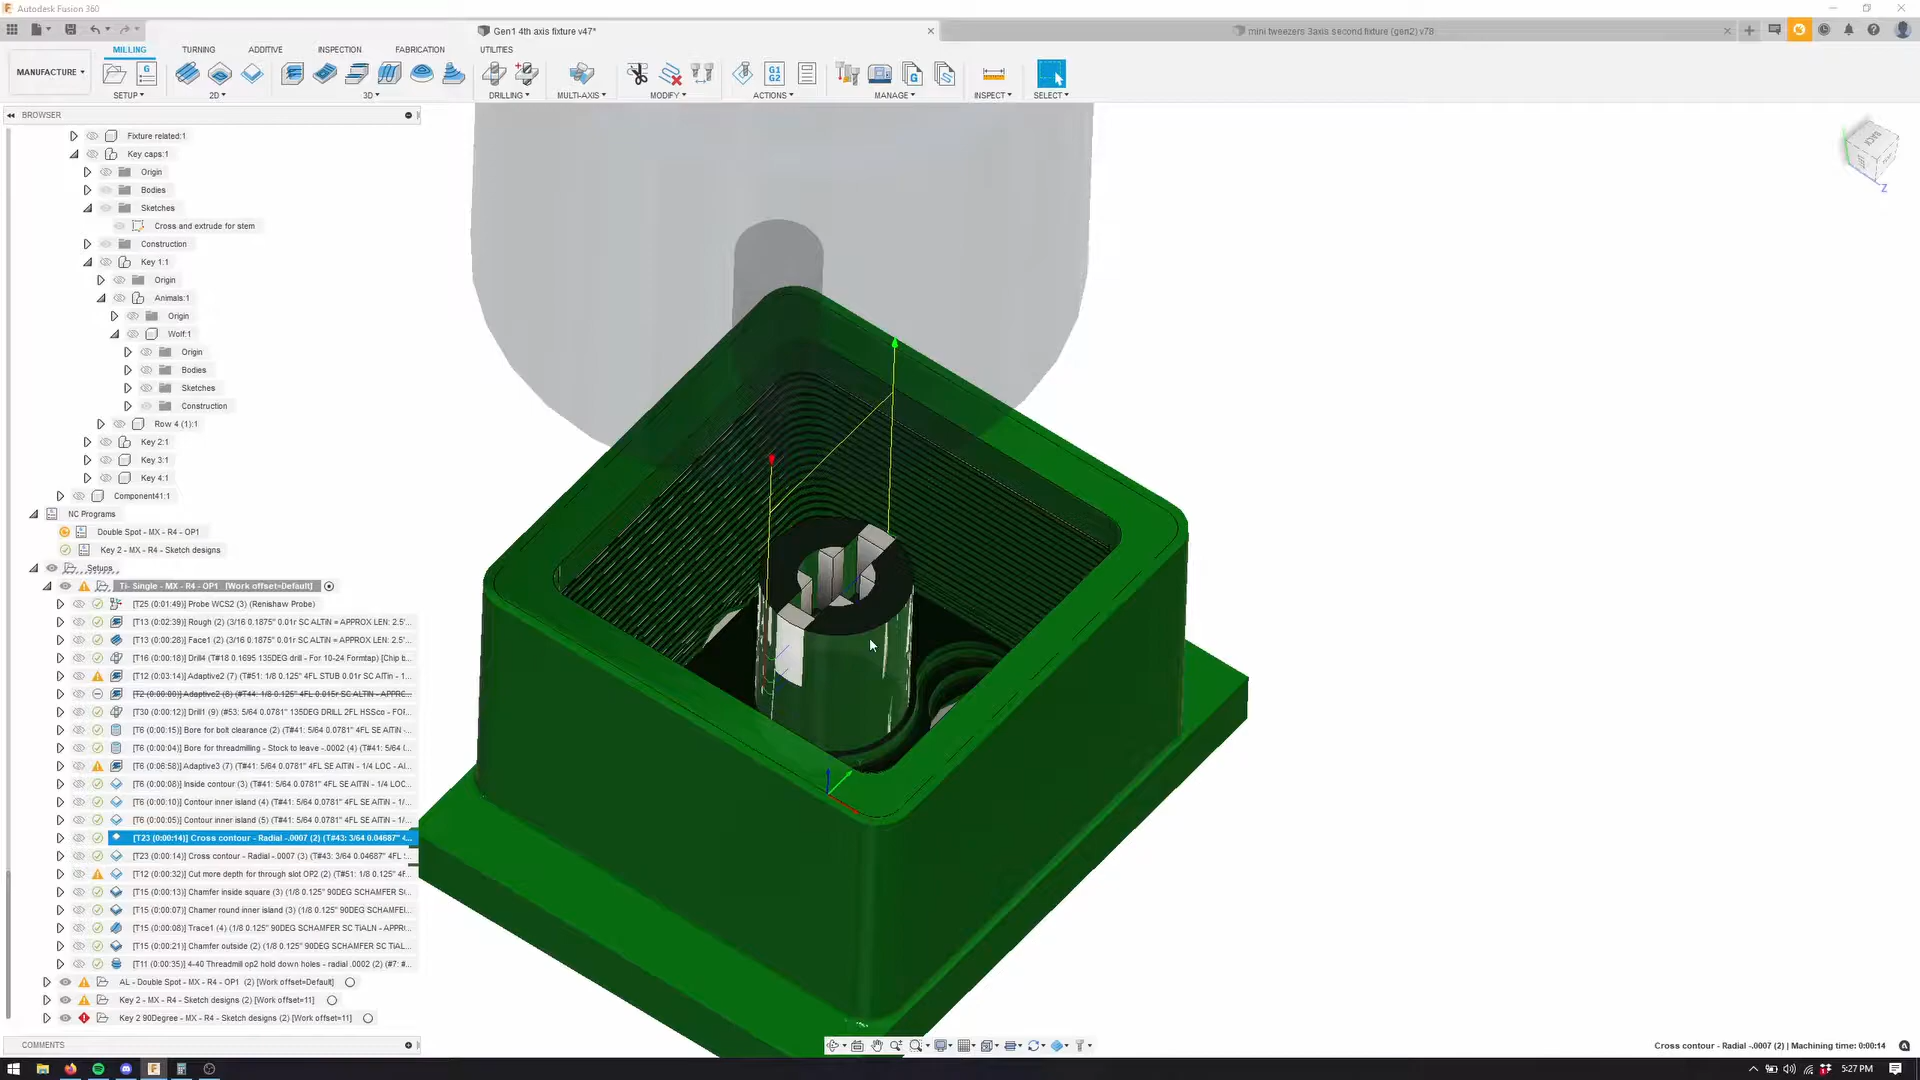 Autodesk Fusion 360
Gen1 4th axis fixture v47*
mini tweezers 3axis second fixture (gen2) v78
MILLING
TURNING
ADDITIVE
INSPECTION
FABRICATION
UTILITIES
MANUFACTURE
SETUP
2D
3D
DRILLING
MULTI-AXIS
MODIFY
ACTIONS
MANAGE
INSPECT
SELECT
G1
G2
BROWSER
BACK
Z
Fixture related:1
Key caps:1
Origin
Bodies
Sketches
Cross and extrude for stem
Construction
Key 1:1
Origin
Animals:1
Origin
Wolf:1
Origin
Bodies
Sketches
Construction
Row 4 (1):1
Key 2:1
Key 3:1
Key 4:1
Component41:1
NC Programs
Double Spot - MX - R4 - OP1
Key 2 - MX - R4 - Sketch designs
Setups
Ti- Single - MX - R4 - OP1 [Work offset=Default]
[T25 (0:01:49)] Probe WCS2 (3) (Renishaw Probe)
[T13 (0:02:39)] Rough (2) (3/16 0.1875" 0.01r SC ALTiN = APPROX LEN: 2.5"...
[T13 (0:00:28)] Face1 (2) (3/16 0.1875" 0.01r SC ALTiN = APPROX LEN: 2.5"...
[T16 (0:00:18)] Drill4 (T#18 0.1695 135DEG drill - For 10-24 Formtap) [Chip b...
[T12 (0:03:14)] Adaptive2 (7) (T#51: 1/8 0.125" 4FL STUB 0.01r SC AlTin - 1...
[T2 (0:00:00)] Adaptive2 (8) (#T44: 1/8 0.125" 4FL 0.015r SC ALTIN - APPRO...
[T30 (0:00:12)] Drill1 (9) (#53: 5/64 0.0781" 135DEG DRILL 2FL HSSco - FOR...
[T6 (0:00:15)] Bore for bolt clearance (2) (T#41: 5/64 0.0781" 4FL SE AlTiN -...
[T6 (0:00:04)] Bore for threadmilling - Stock to leave -.0002 (4) (T#41: 5/64 (...
[T6 (0:06:58)] Adaptive3 (7) (T#41: 5/64 0.0781" 4FL SE AlTiN - 1/4 LOC - Al...
[T6 (0:00:08)] Inside contour (3) (T#41: 5/64 0.0781" 4FL SE AlTiN - 1/4 LOC...
[T6 (0:00:10)] Contour inner island (4) (T#41: 5/64 0.0781" 4FL SE AlTiN - 1/...
[T6 (0:00:05)] Contour inner island (5) (T#41: 5/64 0.0781" 4FL SE AlTiN - 1/...
[T23 (0:00:14)] Cross contour - Radial -.0007 (2) (T#43: 3/64 0.04687" 4...
[T23 (0:00:14)] Cross contour - Radial -.0007 (3) (T#43: 3/64 0.04687" 4FL ...
[T12 (0:00:32)] Cut more depth for through slot OP2 (2) (T#51: 1/8 0.125" 4F...
[T15 (0:00:13)] Chamfer inside square (3) (1/8 0.125" 90DEG SCHAMFER S...
[T15 (0:00:07)] Chamer round inner island (3) (1/8 0.125" 90DEG SCHAMFE...
[T15 (0:00:08)] Trace1 (4) (1/8 0.125" 90DEG SCHAMFER SC TiALN - APPR...
[T15 (0:00:21)] Chamfer outside (2) (1/8 0.125" 90DEG SCHAMFER SC TiAL...
[T11 (0:00:35)] 4-40 Threadmill op2 hold down holes - radial .0002 (2) (#7: #...
AL - Double Spot - MX - R4 - OP1 (2) [Work offset=Default]
Key 2 - MX - R4 - Sketch designs (2) [Work offset=11]
Key 2 90Degree - MX - R4 - Sketch designs (2) [Work offset=11]
COMMENTS
Cross contour - Radial -.0007 (2) | Machining time: 0:00:14
5:27 PM